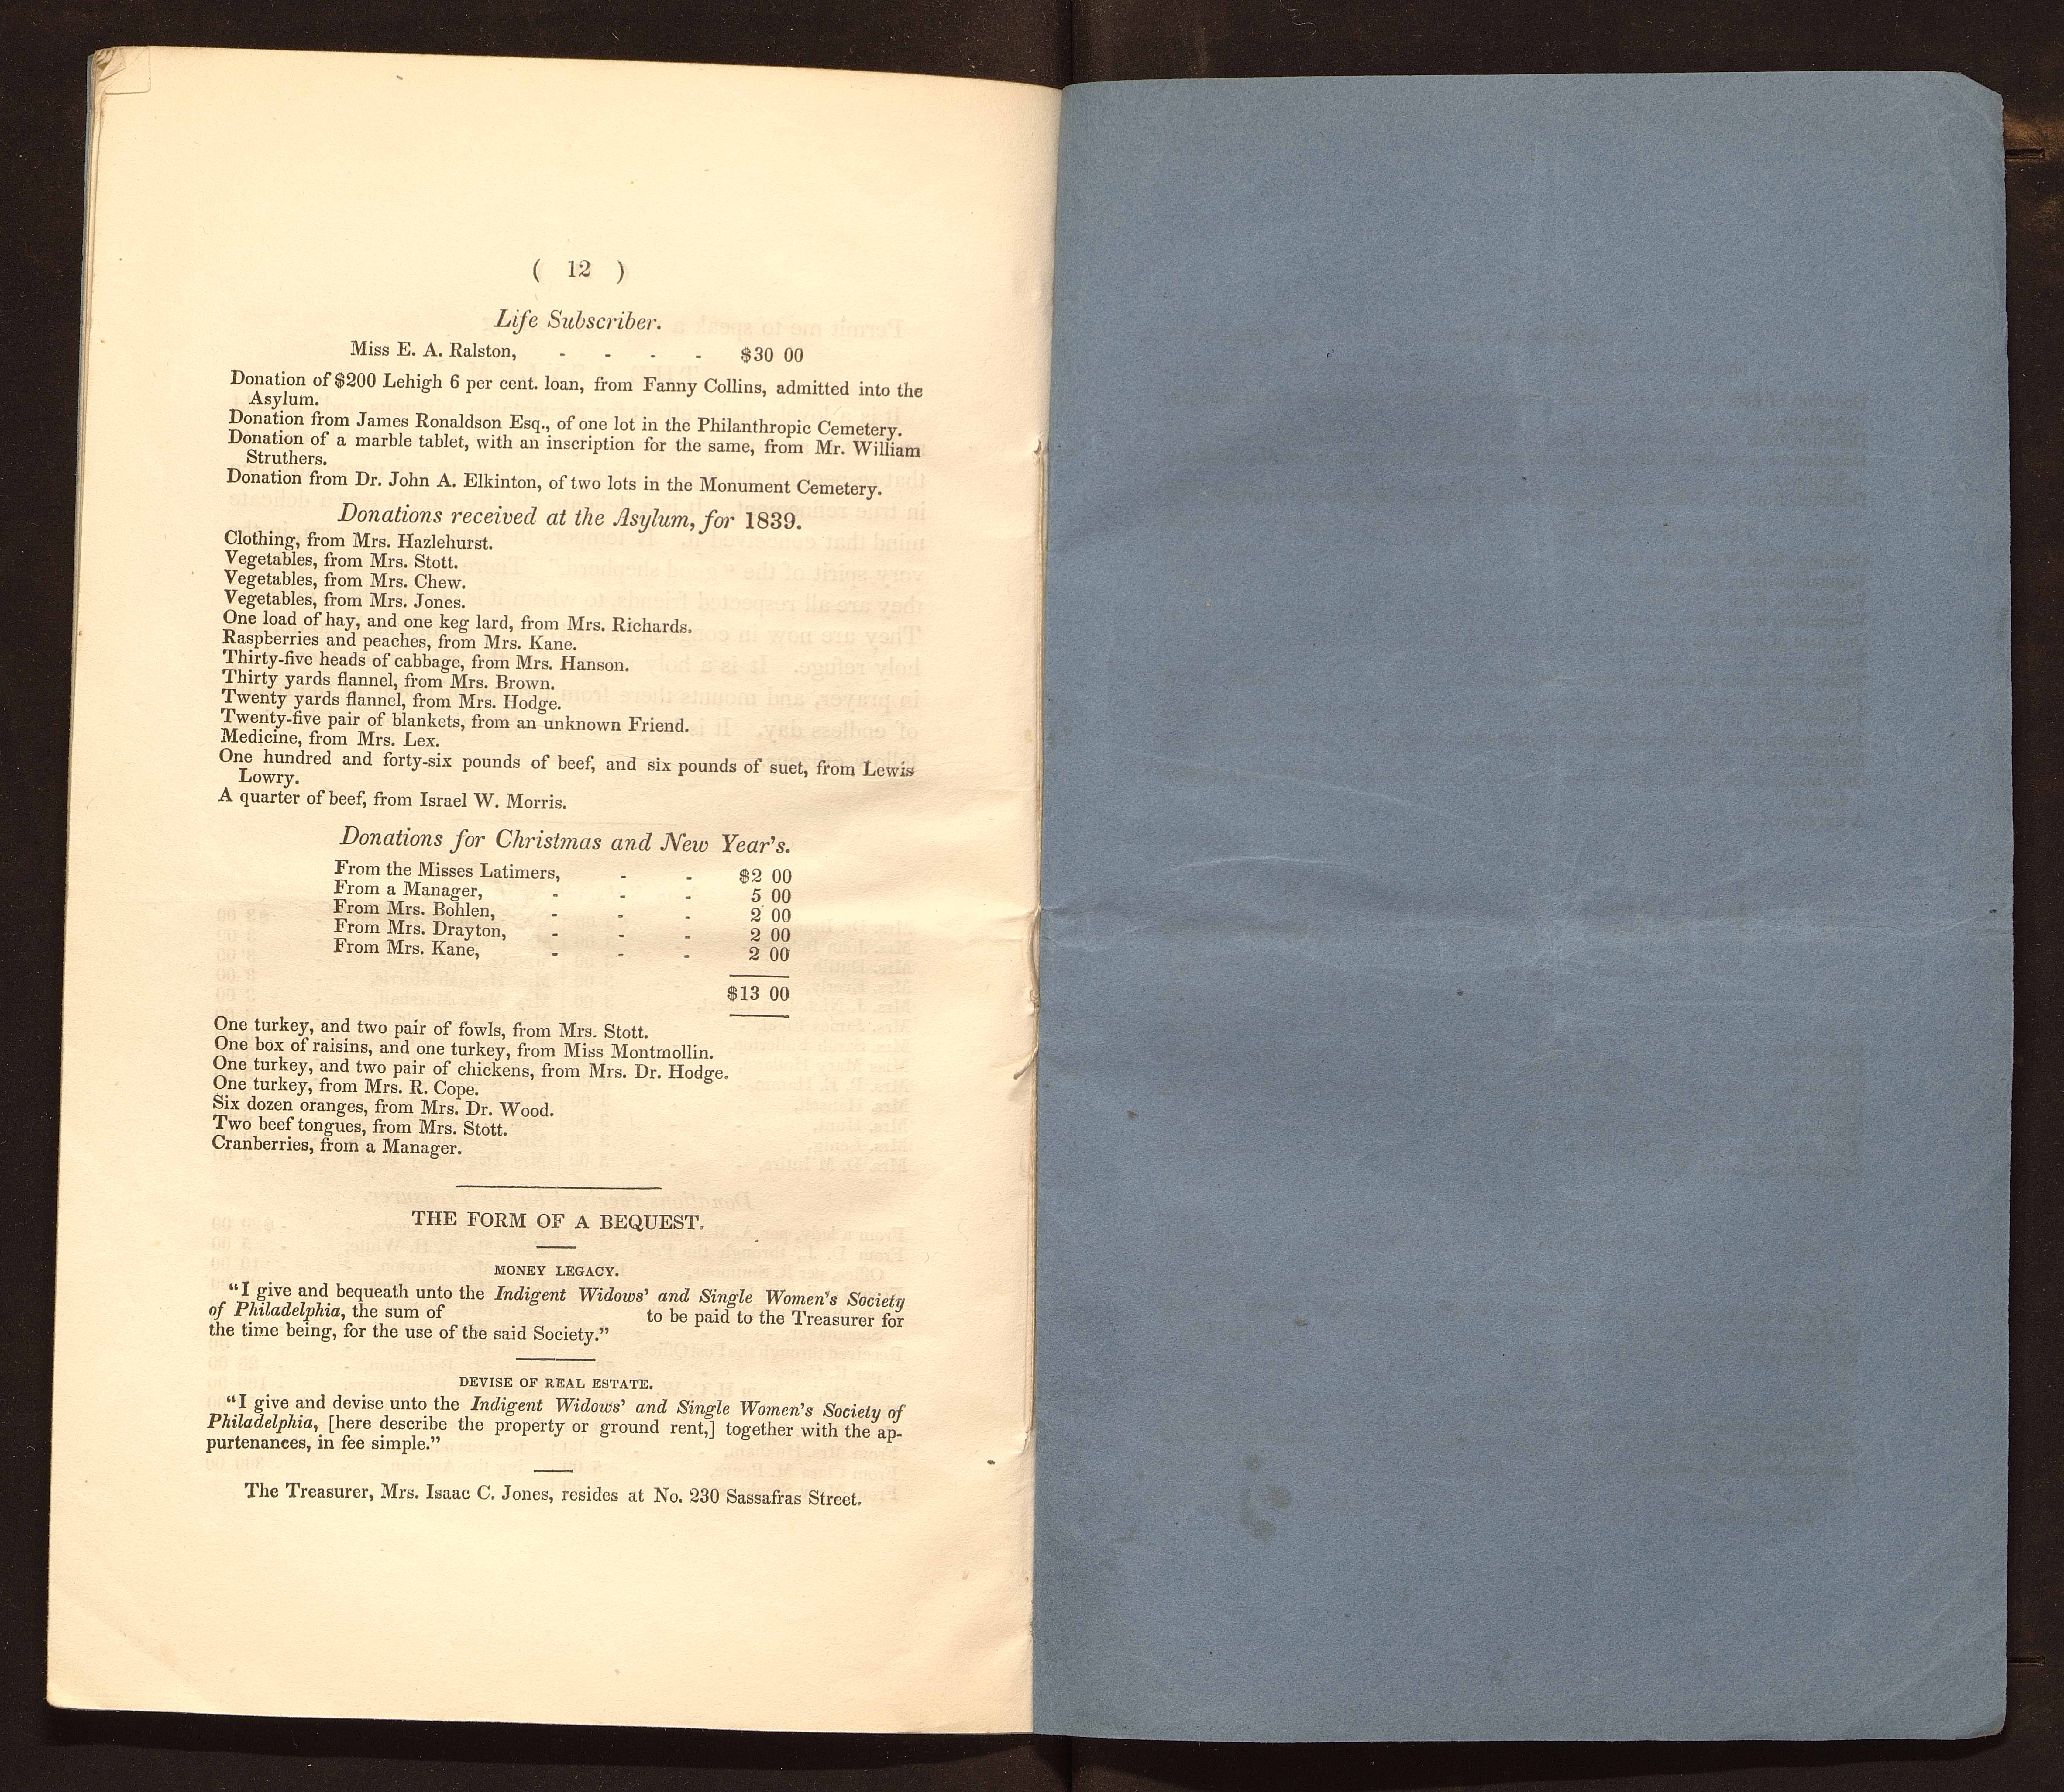 ( 12 )
Life Subscriber.
Miss E. A. Ralston, - - - - $30 00
Donation of $200 Lehigh 6 per cent. loan, from Fanny Collins, admitted into the
Asylum.
Donation from James Ronaldson Esq., of one lot in the Philanthropic Cemetery.
Donation of a marble tablet, with an inscription for the same, from Mr. William
Struthers.
Donation from Dr. John A. Elkinton, of two lots in the Monument Cemetery.
Donations received at the Asylum, for 1839.
Clothing, from Mrs. Hazlehurst.
Vegetables, from Mrs. Stott.
Vegetables, from Mrs. Chew.
Vegetables, from Mrs. Jones.
One load of hay, and one keg lard, from Mrs. Richards.
Raspberries and peaches, from Mrs. Kane.
Thirty-five heads of cabbage, from Mrs. Hanson.
Thirty yards flannel, from Mrs. Brown.
Twenty yards flannel, from Mrs. Hodge.
Twenty-five pair of blankets, from an unknown Friend.
Medicine, from Mrs. Lex.
One hundred and forty-six pounds of beef, and six pounds of suet, from Lewis
Lowry.
A quarter of beef, from Israel W. Morris.
Donations for Christmas and New Year's.
From the Misses Latimers, - - $2 00
From a Manager, - - - 5 00
From Mrs. Bohlen, - - - 2 00
From Mrs. Drayton, - - - 2 00
From Mrs. Kane, - - - 2 00
$13 00
One turkey, and two pair of fowls, from Mrs. Stott.
One box of raisins, and one turkey, from Miss Montmollin.
One turkey, and two pair of chickens, from Mrs. Dr. Hodge.
One turkey, from Mrs. R. Cope.
Six dozen oranges, from Mrs. Dr. Wood.
Two beef tongues, from Mrs. Stott.
Cranberries, from a Manager.
THE FORM OF A BEQUEST.
MONEY LEGACY.
"I give and bequeath unto the Indigent Widows' and Single Women's Society
of Philadelphia, the sum of to be paid to the Treasurer for
the time being, for the use of the said Society."
DEVISE OF REAL ESTATE.
"I give and devise unto the Indigent Widows' and Single Women's Society of
Philadelphia, [here describe the property or ground rent,] together with the ap-
purtenances, in fee simple."
The Treasurer, Mrs. Isaac C. Jones, resides at No. 230 Sassafras Street.